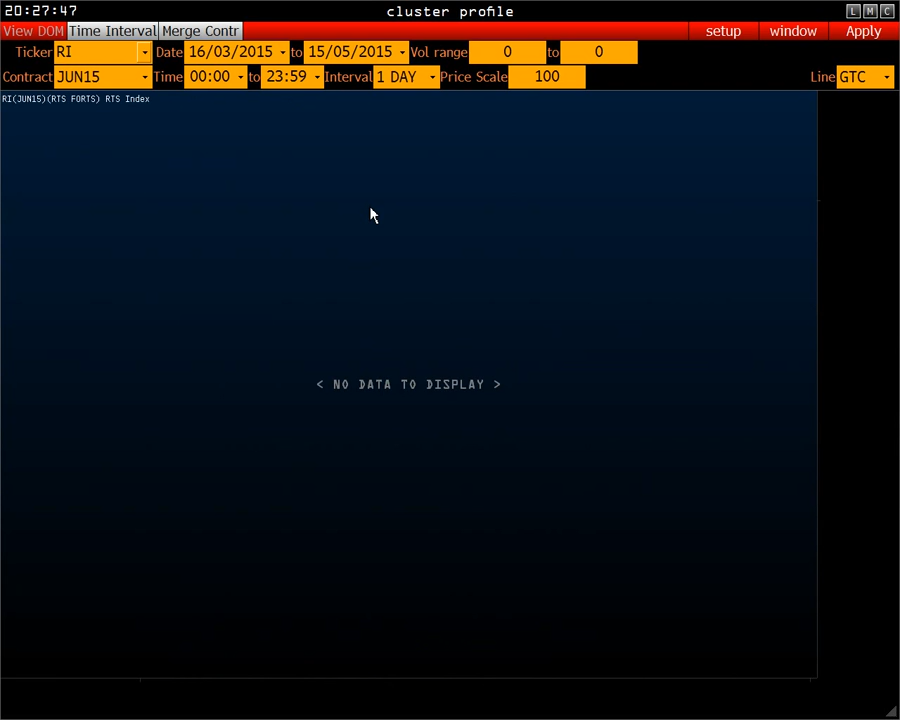 20:27:47 cluster profile L M C
View DOM Time Interval Merge Contr setup window Apply
Ticker RI Date 16/03/2015 to 15/05/2015 Vol range 0 to 0
Contract JUN15 Time 00:00 to 23:59 Interval 1 DAY Price Scale 100 Line GTC
RI(JUN15)(RTS FORTS) RTS Index
< NO DATA TO DISPLAY >